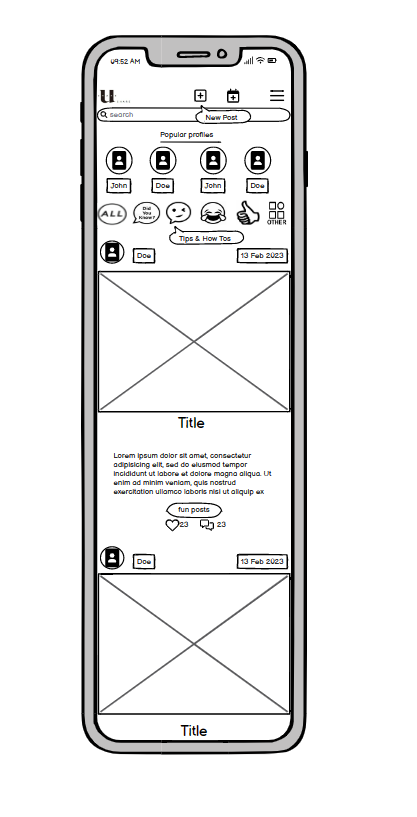 09:52 AM
U
search
New Post
Popular profiles
John
Doe
John
Doe
ALL
Did
You
Know?
OTHER
Tips & How Tos
Doe
13 Feb 2023
Title
Lorem ipsum dolor sit amet, consectetur
adipiscing elit, sed do eiusmod tempor
incididunt ut labore et dolore magna aliqua. Ut
enim ad minim veniam, quis nostrud
exercitation ullamco laboris nisi ut aliquip ex
fun posts
23
23
Doe
13 Feb 2023
Title